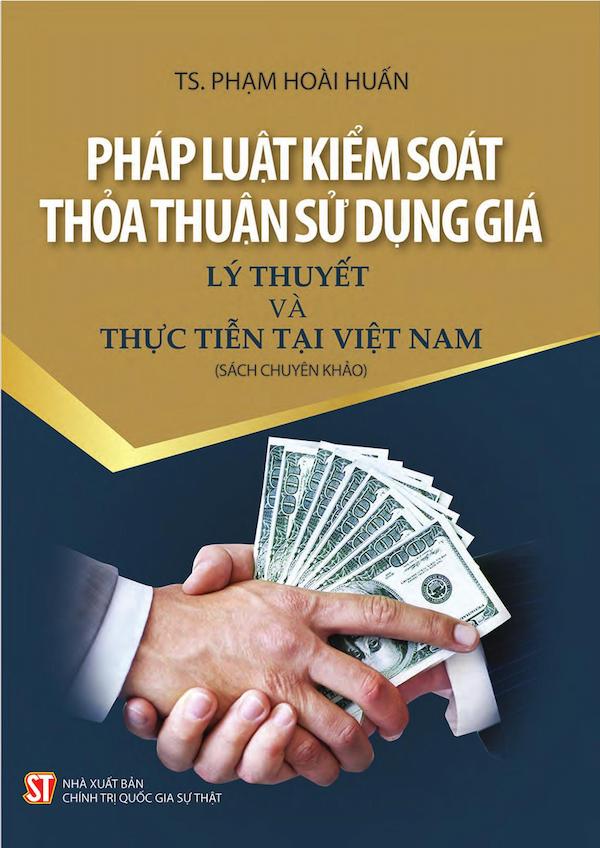 TS. PHẠM HOÀI HUẤN
PHÁP LUẬT KIỂM SOÁT
THỎA THUẬN SỬ DỤNG GIÁ
LÝ THUYẾT
VÀ
THỰC TIỄN TẠI VIỆT NAM
(SÁCH CHUYÊN KHẢO)
100
ST
NHÀ XUẤT BẢN
CHÍNH TRỊ QUỐC GIA SỰ THẬT